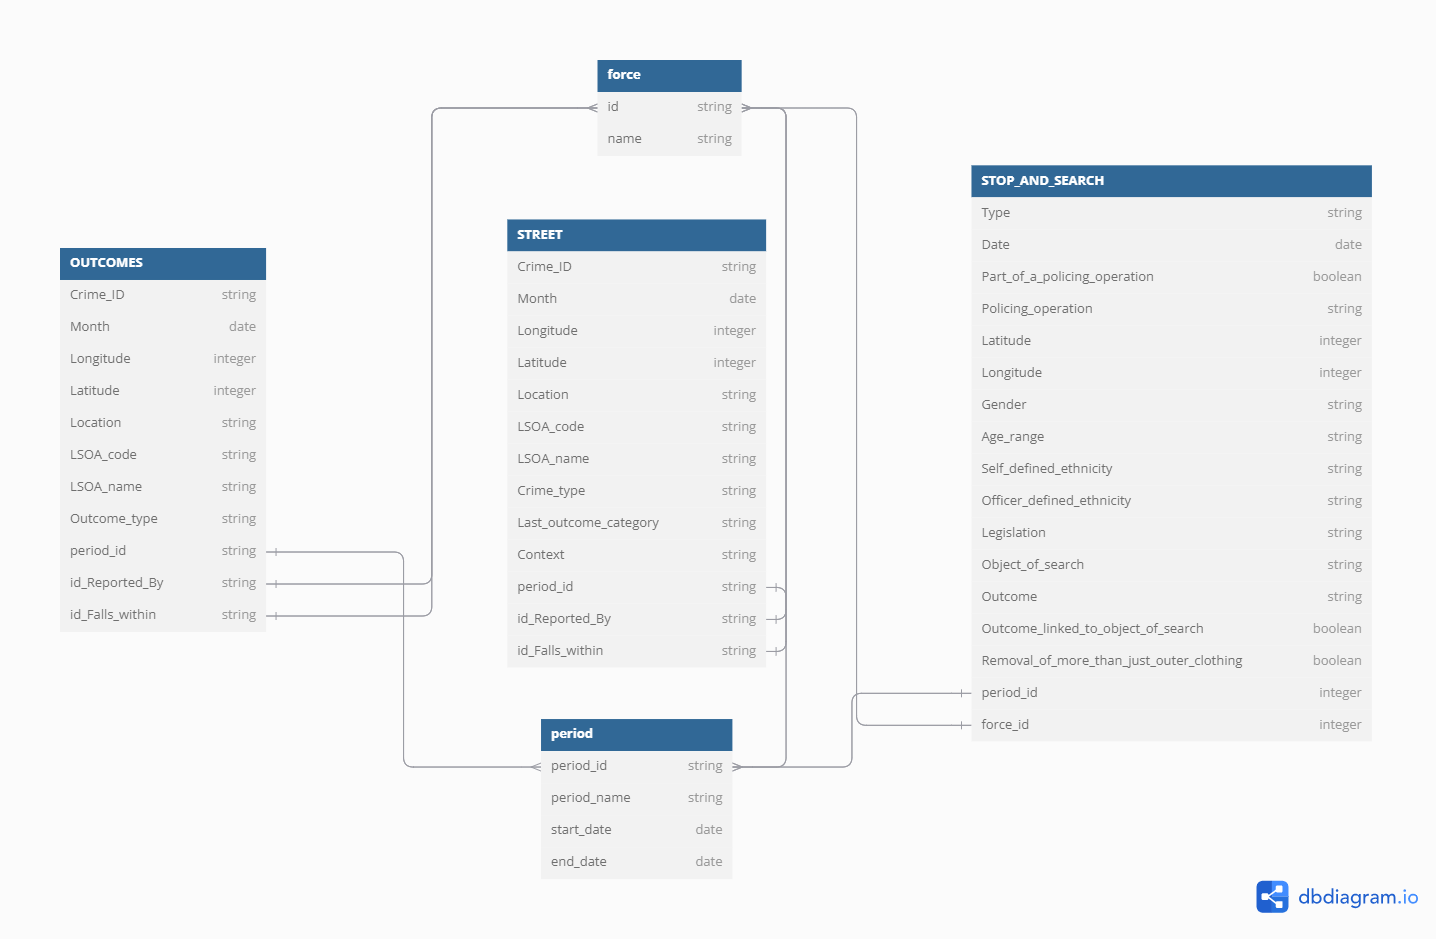 force
id string
name string
STOP_AND_SEARCH
Type string
Date date
Part_of_a_policing_operation boolean
Policing_operation string
Latitude integer
Longitude integer
Gender string
Age_range string
Self_defined_ethnicity string
Officer_defined_ethnicity string
Legislation string
Object_of_search string
Outcome string
Outcome_linked_to_object_of_search boolean
Removal_of_more_than_just_outer_clothing boolean
period_id integer
force_id integer
STREET
Crime_ID string
Month date
Longitude integer
Latitude integer
Location string
LSOA_code string
LSOA_name string
Crime_type string
Last_outcome_category string
Context string
period_id string
id_Reported_By string
id_Falls_within string
OUTCOMES
Crime_ID string
Month date
Longitude integer
Latitude integer
Location string
LSOA_code string
LSOA_name string
Outcome_type string
period_id string
id_Reported_By string
id_Falls_within string
period
period_id string
period_name string
start_date date
end_date date
dbdiagram.io